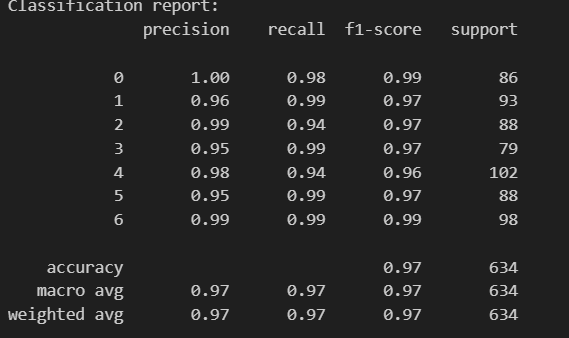 Classification report:
precision recall f1-score support
0 1.00 0.98 0.99 86
1 0.96 0.99 0.97 93
2 0.99 0.94 0.97 88
3 0.95 0.99 0.97 79
4 0.98 0.94 0.96 102
5 0.95 0.99 0.97 88
6 0.99 0.99 0.99 98
accuracy 0.97 634
macro avg 0.97 0.97 0.97 634
weighted avg 0.97 0.97 0.97 634